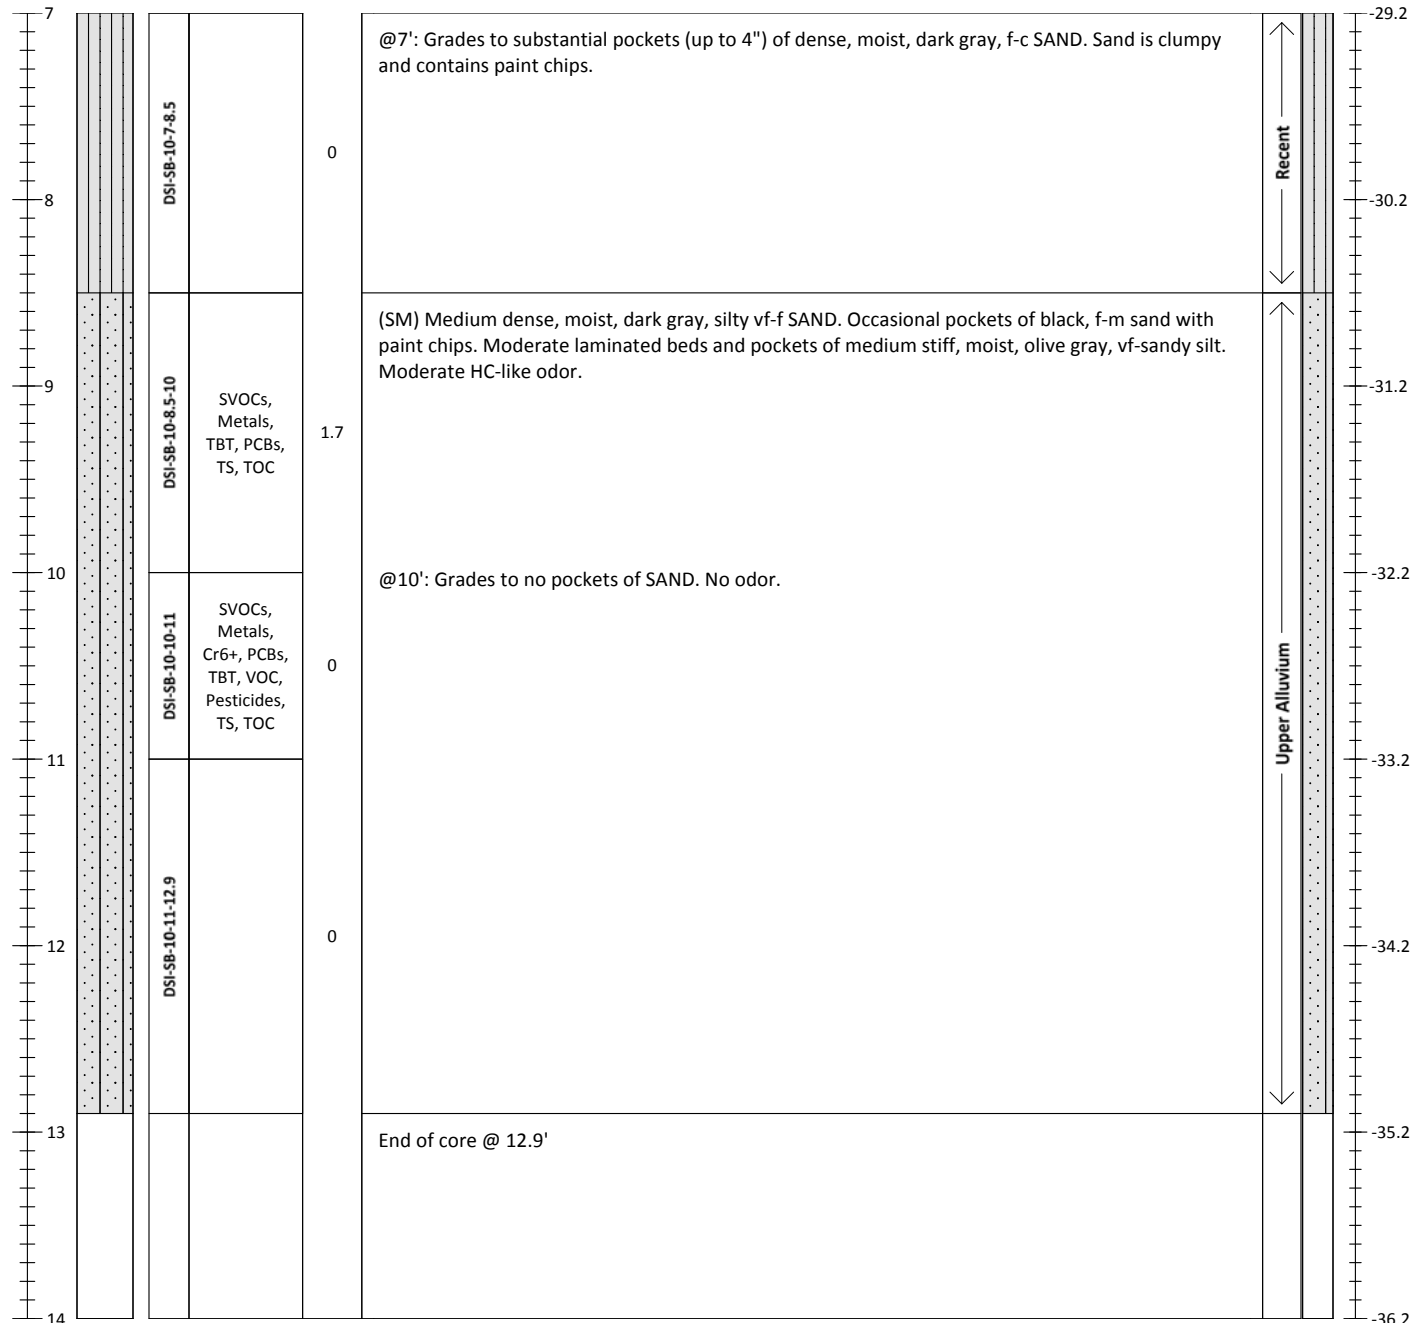 7
-29.2
@7': Grades to substantial pockets (up to 4") of dense, moist, dark gray, f-c SAND. Sand is clumpy
and contains paint chips.
DSI-SB-10-7-8.5
0
Recent
8
-30.2
(SM) Medium dense, moist, dark gray, silty vf-f SAND. Occasional pockets of black, f-m sand with
paint chips. Moderate laminated beds and pockets of medium stiff, moist, olive gray, vf-sandy silt.
Moderate HC-like odor.
9
-31.2
DSI-SB-10-8.5-10
SVOCs,
Metals,
TBT, PCBs,
TS, TOC
1.7
10
-32.2
@10': Grades to no pockets of SAND. No odor.
DSI-SB-10-10-11
SVOCs,
Metals,
Cr6+, PCBs,
TBT, VOC,
Pesticides,
TS, TOC
0
Upper Alluvium
11
-33.2
DSI-SB-10-11-12.9
0
12
-34.2
13
-35.2
End of core @ 12.9'
14
-36.2